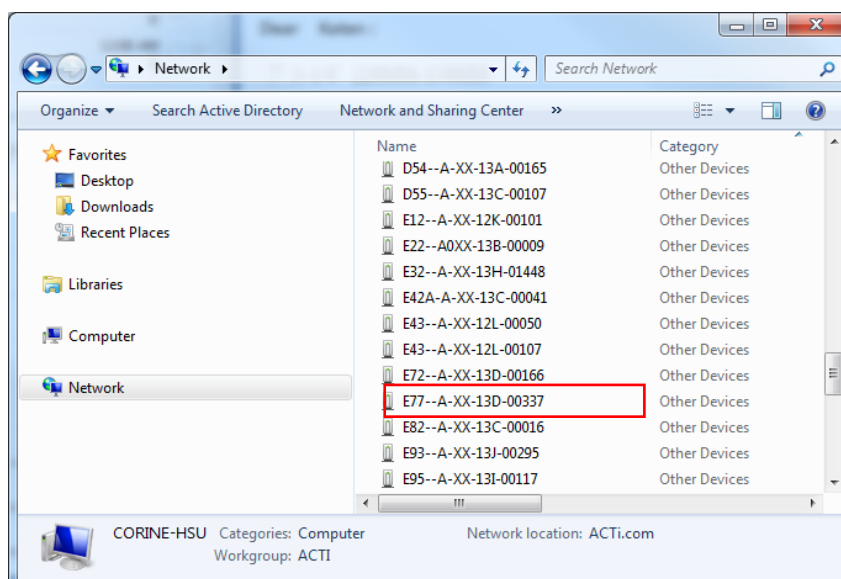 Network
Search Network
Organize Search Active Directory Network and Sharing Center »
Favorites
Desktop
Downloads
Recent Places
Libraries
Computer
Network
Name Category
D54--A-XX-13A-00165 Other Devices
D55--A-XX-13C-00107 Other Devices
E12--A-XX-12K-00101 Other Devices
E22--A0XX-13B-00009 Other Devices
E32--A-XX-13H-01448 Other Devices
E42A-A-XX-13C-00041 Other Devices
E43--A-XX-12L-00050 Other Devices
E43--A-XX-12L-00107 Other Devices
E72--A-XX-13D-00166 Other Devices
E77--A-XX-13D-00337 Other Devices
E82--A-XX-13C-00016 Other Devices
E93--A-XX-13J-00295 Other Devices
E95--A-XX-13I-00117 Other Devices
CORINE-HSU Categories: Computer Network location: ACTi.com
Workgroup: ACTI